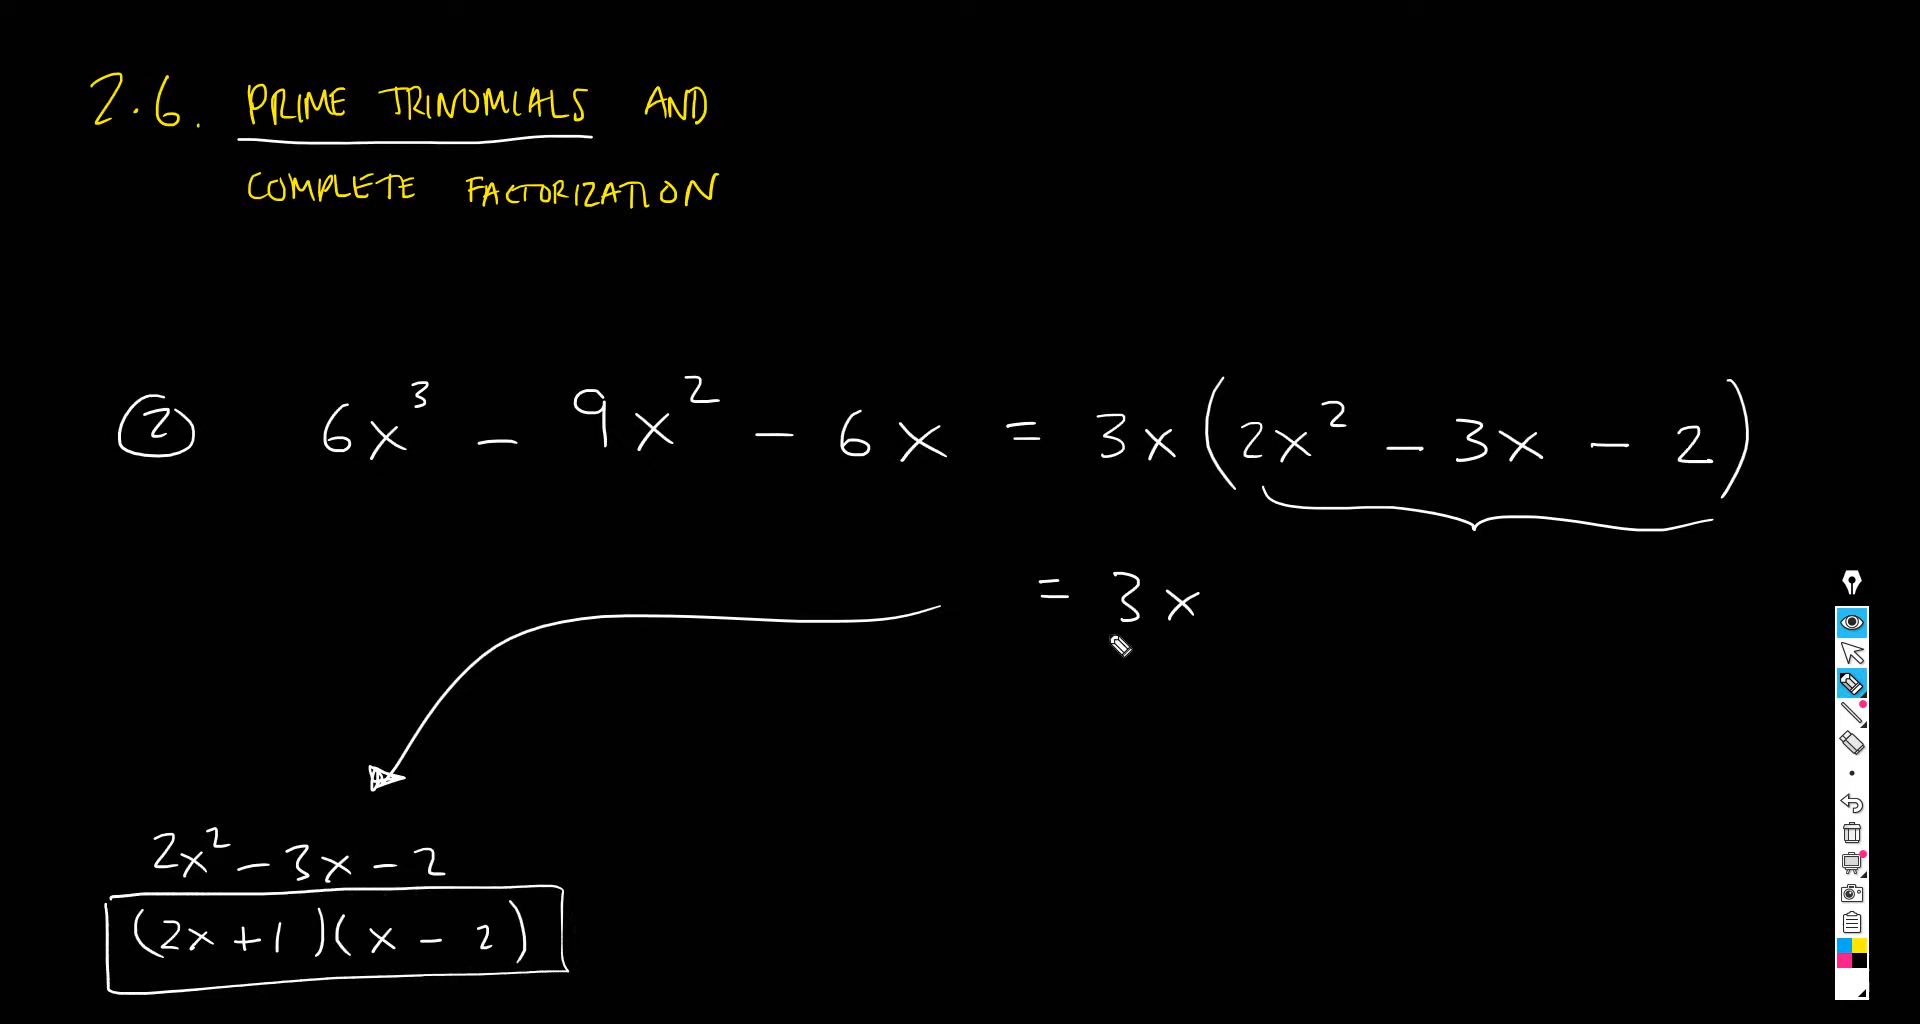 2.6. PRIME TRINOMIALS AND
COMPLETE FACTORIZATION
② 6x³ - 9x² - 6x = 3x(2x² - 3x - 2)
= 3x
2x² - 3x - 2
(2x + 1)(x - 2)